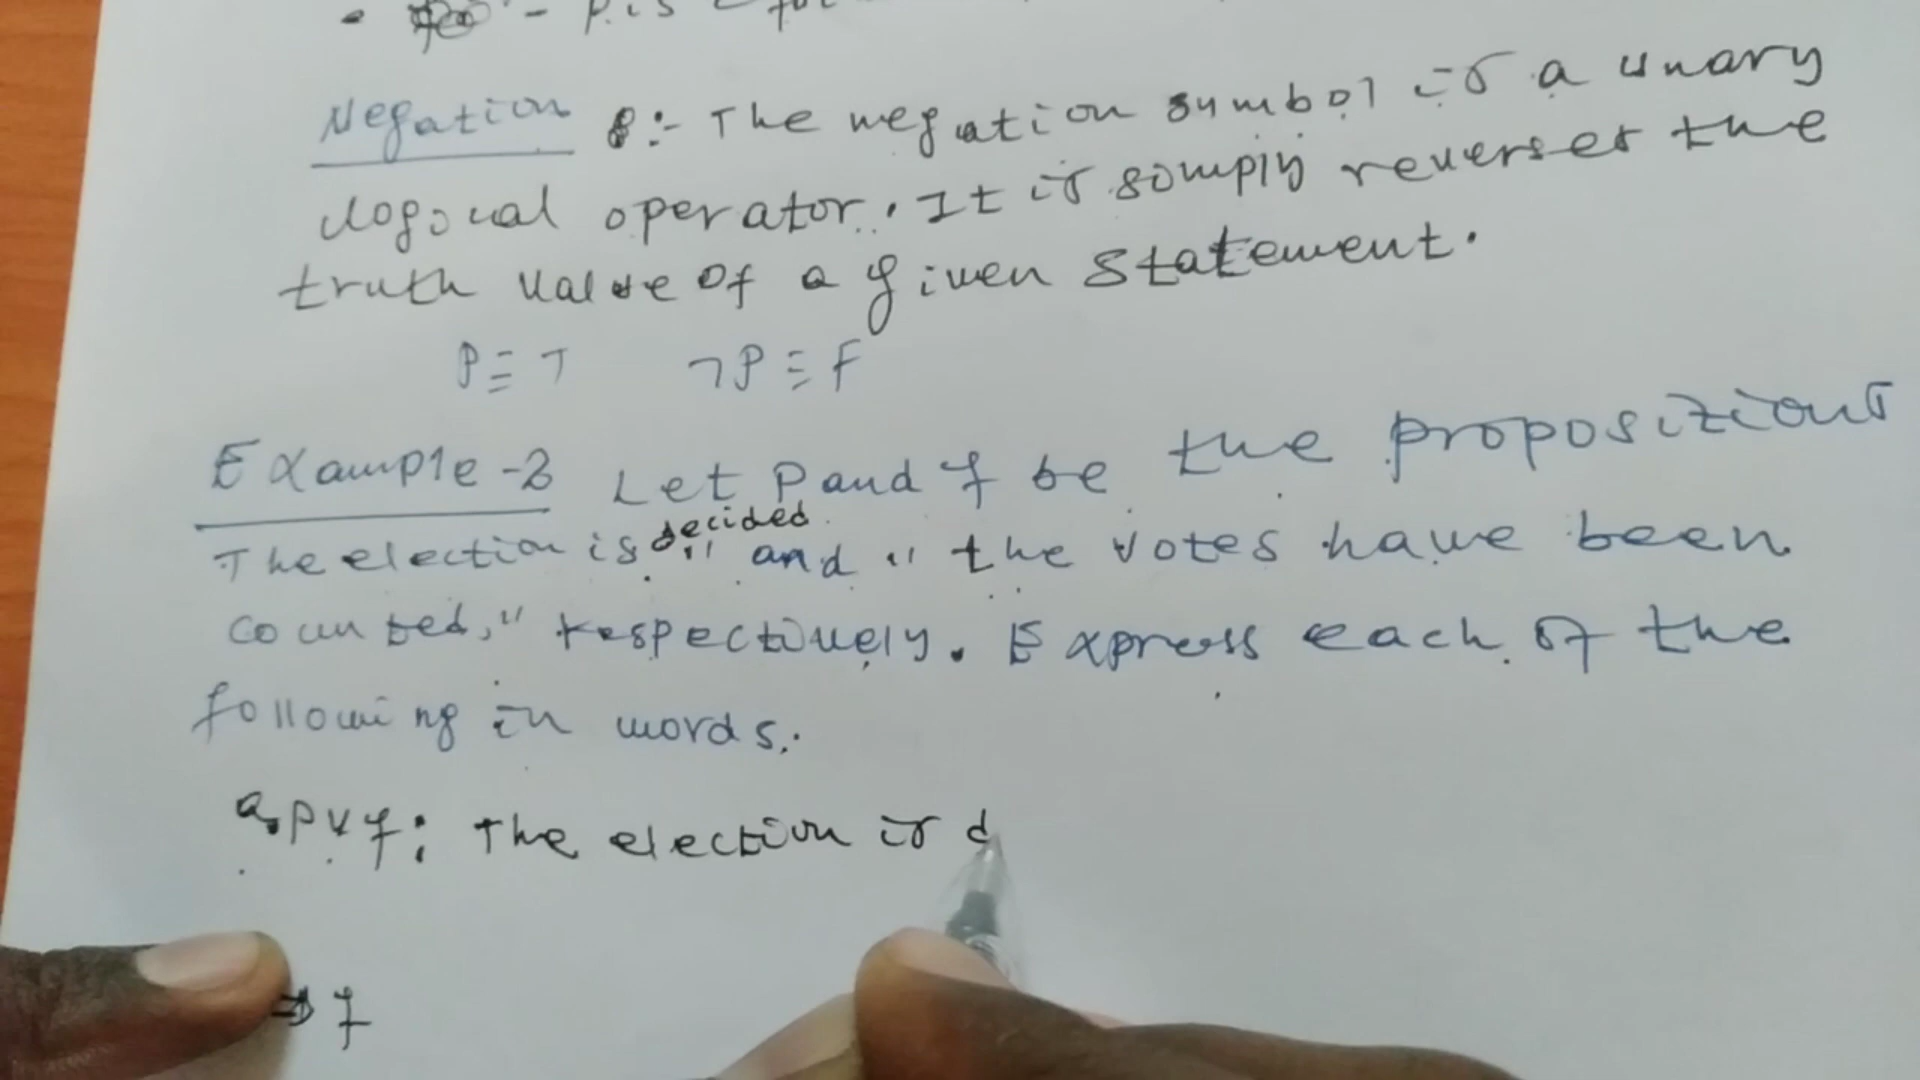 Negation :- The negation symbol is a unary
logical operator. It is simply reverses the
truth value of a given statement.
P ≡ T ¬P ≡ F
Example-2 Let P and q be the propositions
decided
The election is " and " the votes have been
counted," respectively. Express each of the
following in words.
a, p ∨ q : The election is d
⇒ q